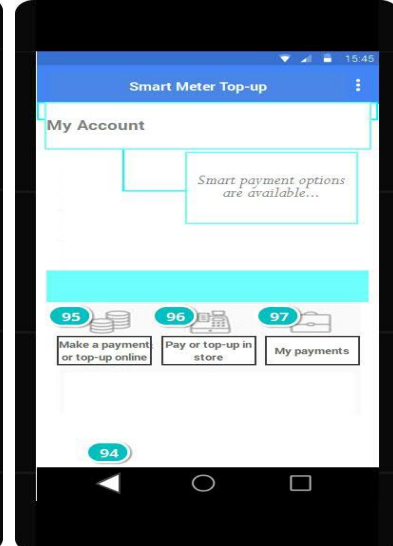 15:45
Smart Meter Top-up
My Account
Smart payment options
are available...
95
96
97
Make a payment
or top-up online
Pay or top-up in
store
My payments
94